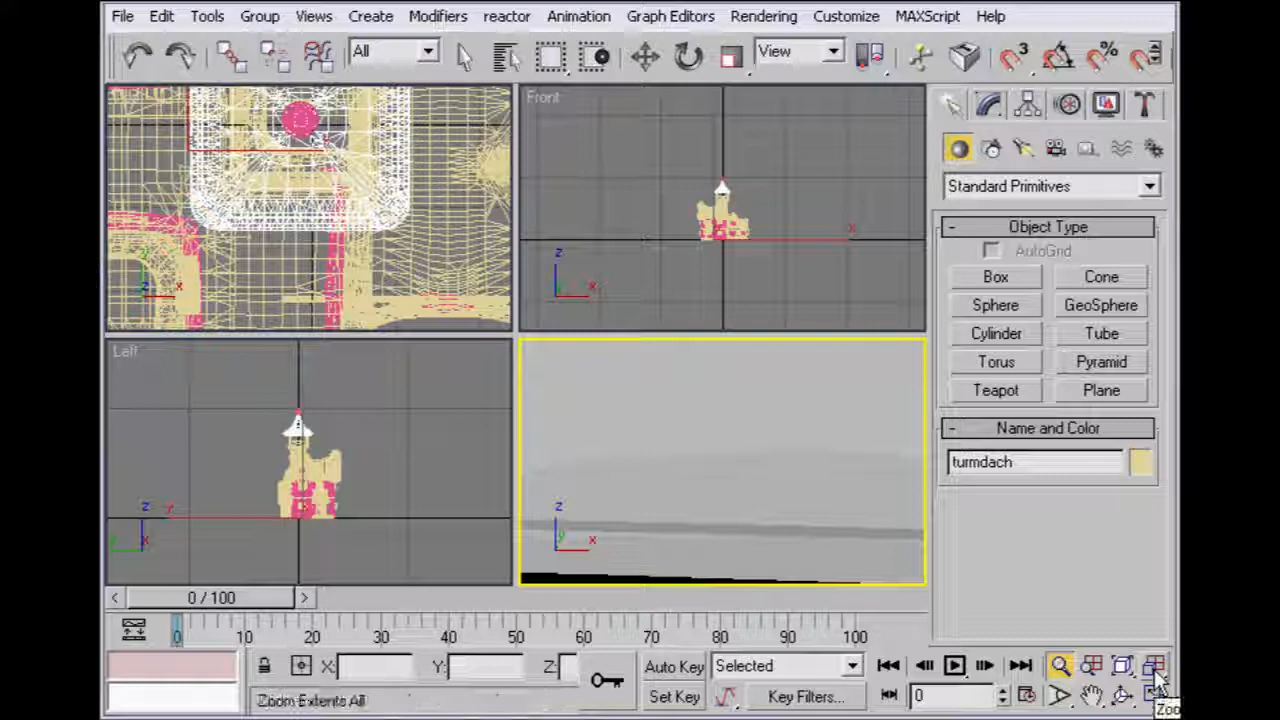 File Edit Tools Group Views Create Modifiers reactor Animation Graph Editors Rendering Customize MAXScript Help
All View 3 %
Front
Standard Primitives
Object Type
AutoGrid
Box Cone
Sphere GeoSphere
Cylinder Tube
Torus Pyramid
Teapot Plane
Name and Color
turmdach
y
z x
z
x
x
Left
z
y
x
y
z
y
x
0 / 100
0 10 20 30 40 50 60 70 80 90 100
X: Y: Z: Auto Key Selected
Zoom Extents All Set Key Key Filters... 0
Zoo